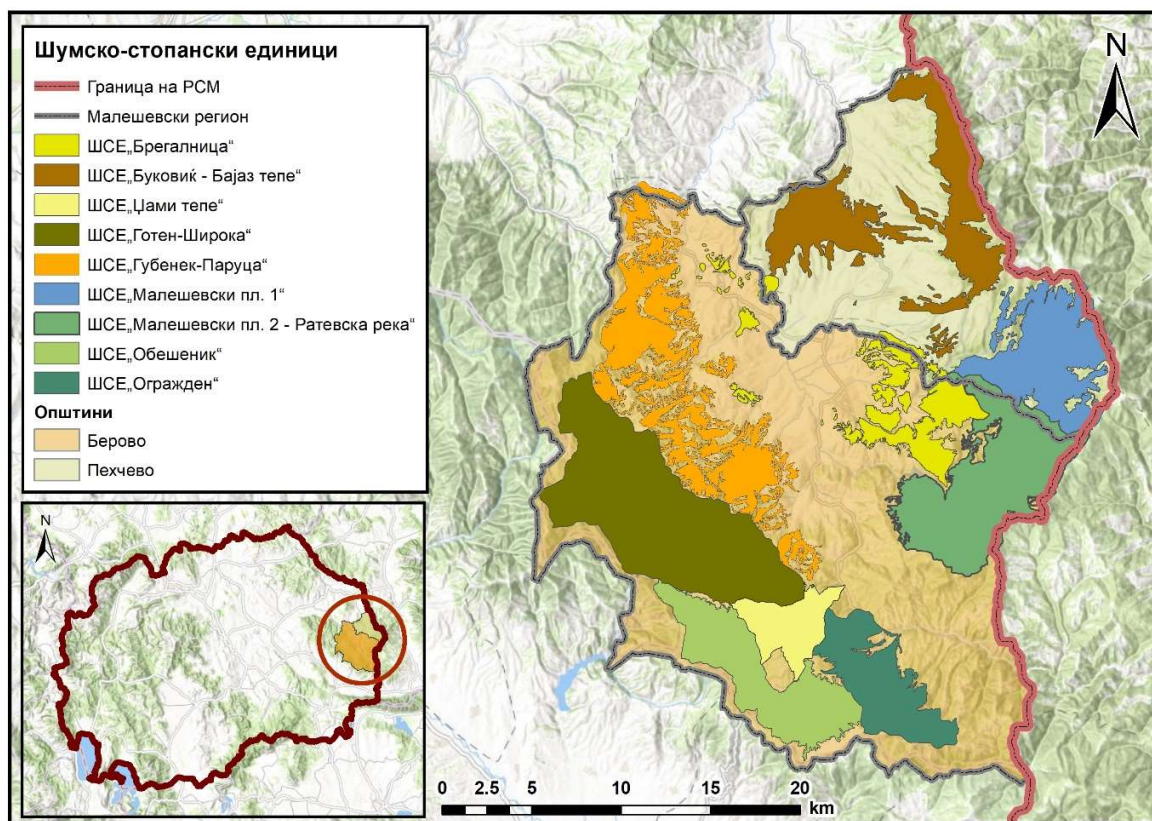 Шумско-стопански единици
Граница на РСМ
Малешевски регион
ШСЕ„Брегалница“
ШСЕ„Буковиќ - Бајаз тепе“
ШСЕ„Џами тепе“
ШСЕ„Готен-Широка“
ШСЕ„Губенек-Паруца“
ШСЕ„Малешевски пл. 1“
ШСЕ„Малешевски пл. 2 - Ратевска река“
ШСЕ„Обешеник“
ШСЕ„Огражден“
Општини
Берово
Пехчево
N
N
0 2.5 5 10 15 20
km